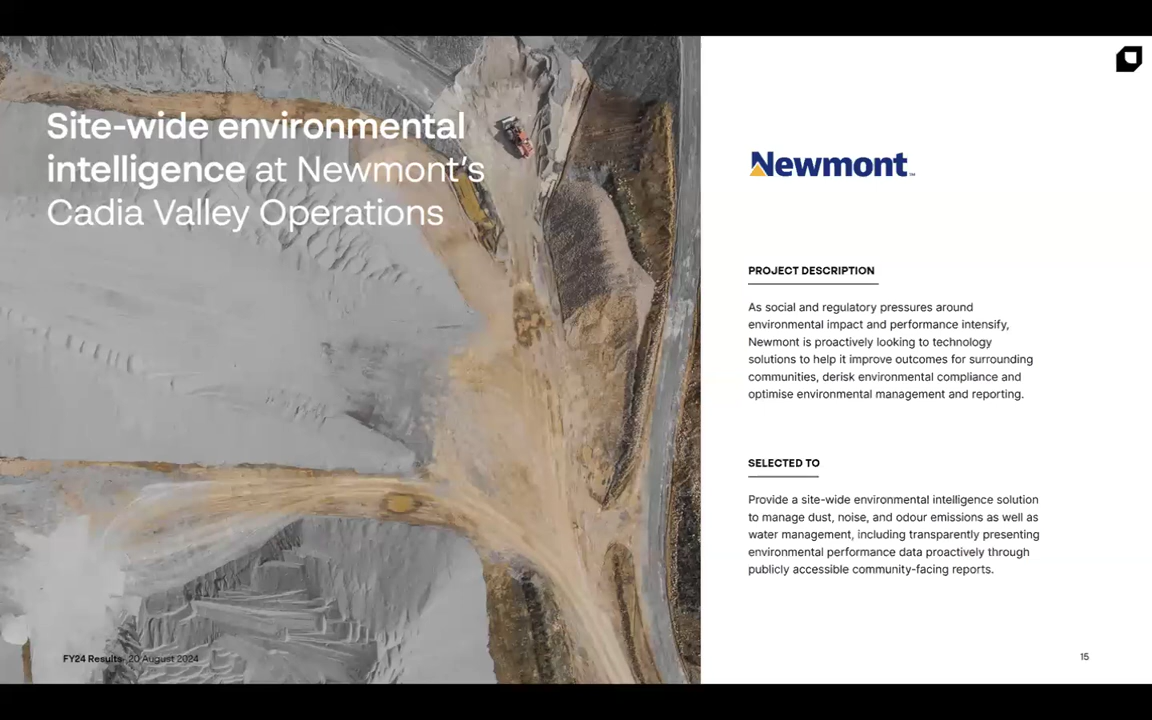 Site-wide environmental
intelligence at Newmont's
Cadia Valley Operations
Newmont™
PROJECT DESCRIPTION
As social and regulatory pressures around
environmental impact and performance intensify,
Newmont is proactively looking to technology
solutions to help it improve outcomes for surrounding
communities, derisk environmental compliance and
optimise environmental management and reporting.
SELECTED TO
Provide a site-wide environmental intelligence solution
to manage dust, noise, and odour emissions as well as
water management, including transparently presenting
environmental performance data proactively through
publicly accessible community-facing reports.
FY24 Results 20 August 2024
15